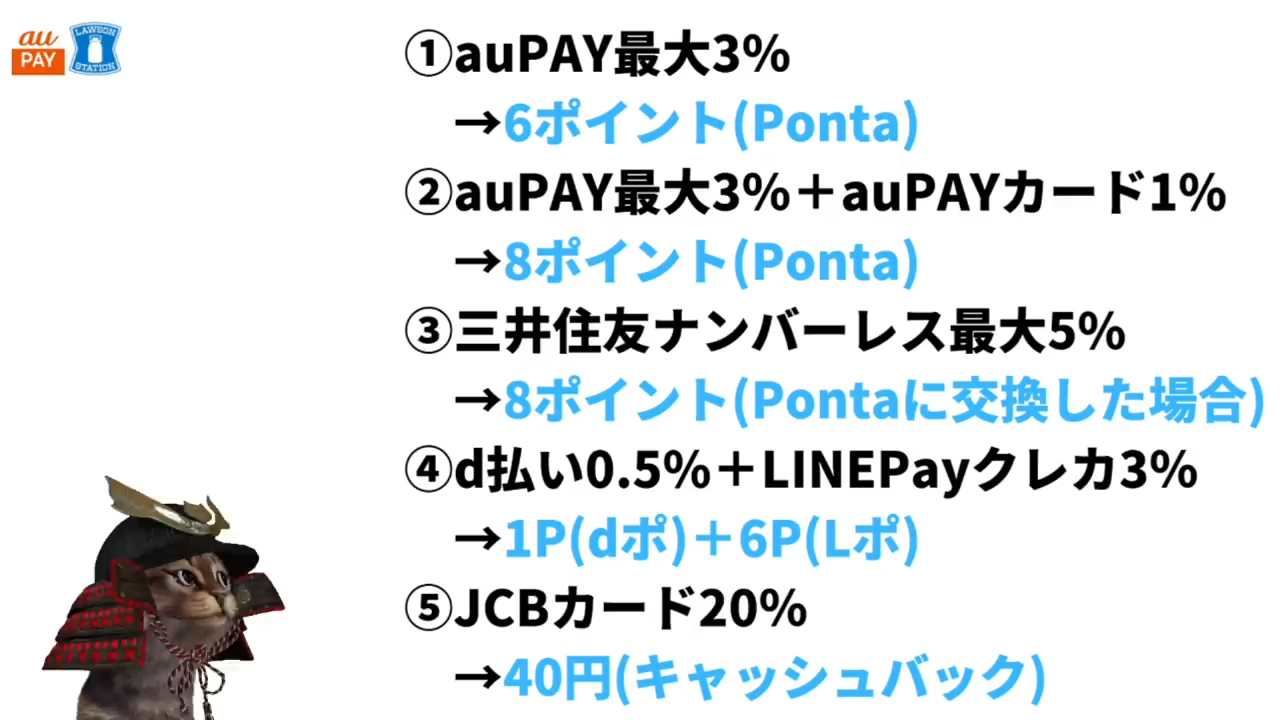 au
PAY
LAWSON
STATION
①auPAY最大3%
→6ポイント(Ponta)
②auPAY最大3%＋auPAYカード1%
→8ポイント(Ponta)
③三井住友ナンバーレス最大5%
→8ポイント(Pontaに交換した場合)
④d払い0.5%＋LINEPayクレカ3%
→1P(dポ)＋6P(Lポ)
⑤JCBカード20%
→40円(キャッシュバック)